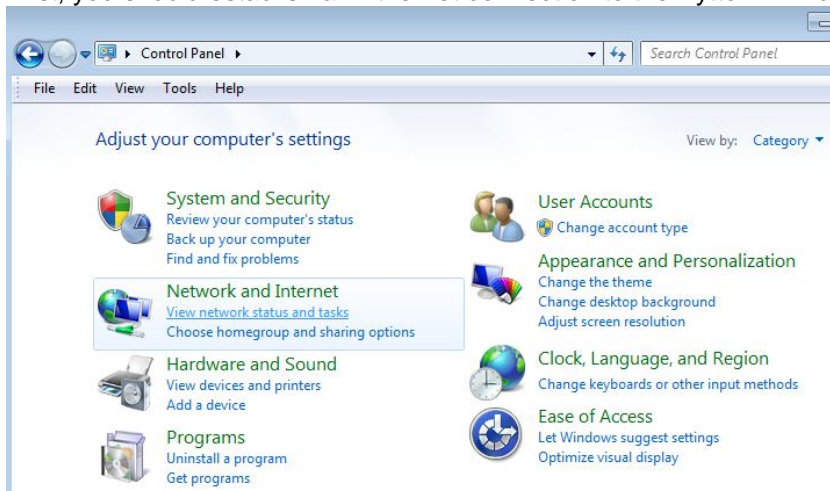 Control Panel
Search Control Panel
File Edit View Tools Help
Adjust your computer's settings
View by: Category
System and Security
Review your computer's status
Back up your computer
Find and fix problems
Network and Internet
View network status and tasks
Choose homegroup and sharing options
Hardware and Sound
View devices and printers
Add a device
Programs
Uninstall a program
Get programs
User Accounts
Change account type
Appearance and Personalization
Change the theme
Change desktop background
Adjust screen resolution
Clock, Language, and Region
Change keyboards or other input methods
Ease of Access
Let Windows suggest settings
Optimize visual display